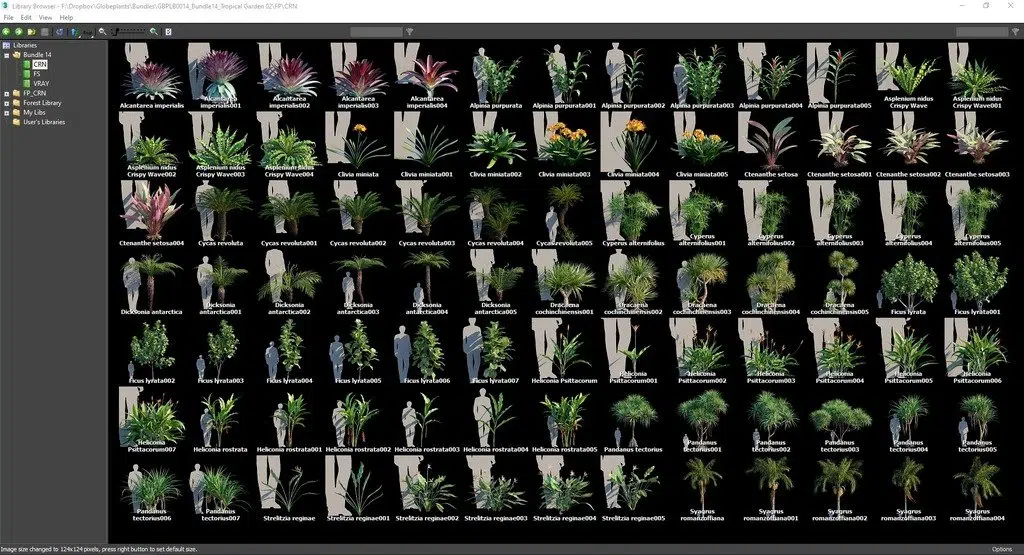 Library Browser - F:\Dropbox\Globeplants\Bundles\GBPLB0014_Bundle14_Tropical Garden 02\FP\CRN
File Edit View Help
Libraries
Bundle 14
CRN
FS
VRAY
FP_CRN
Forest Library
My Libs
User's Libraries
Alcantarea imperialis
Alcantarea imperialis001
Alcantarea imperialis002
Alcantarea imperialis003
Alcantarea imperialis004
Alpinia purpurata
Alpinia purpurata001
Alpinia purpurata002
Alpinia purpurata003
Alpinia purpurata004
Alpinia purpurata005
Asplenium nidus Crispy Wave
Asplenium nidus Crispy Wave001
Asplenium nidus Crispy Wave002
Asplenium nidus Crispy Wave003
Asplenium nidus Crispy Wave004
Clivia miniata
Clivia miniata001
Clivia miniata002
Clivia miniata003
Clivia miniata004
Clivia miniata005
Ctenanthe setosa
Ctenanthe setosa001
Ctenanthe setosa002
Ctenanthe setosa003
Ctenanthe setosa004
Cycas revoluta
Cycas revoluta001
Cycas revoluta002
Cycas revoluta003
Cycas revoluta004
Cycas revoluta005
Cyperus alternifolius
Cyperus alternifolius001
Cyperus alternifolius002
Cyperus alternifolius003
Cyperus alternifolius004
Cyperus alternifolius005
Dicksonia antarctica
Dicksonia antarctica001
Dicksonia antarctica002
Dicksonia antarctica003
Dicksonia antarctica004
Dicksonia antarctica005
Dracaena cochinchinensis001
Dracaena cochinchinensis002
Dracaena cochinchinensis003
Dracaena cochinchinensis004
Dracaena cochinchinensis005
Ficus lyrata
Ficus lyrata001
Ficus lyrata002
Ficus lyrata003
Ficus lyrata004
Ficus lyrata005
Ficus lyrata006
Ficus lyrata007
Heliconia Psittacorum
Heliconia Psittacorum001
Heliconia Psittacorum002
Heliconia Psittacorum003
Heliconia Psittacorum004
Heliconia Psittacorum005
Heliconia Psittacorum006
Heliconia Psittacorum007
Heliconia rostrata
Heliconia rostrata001
Heliconia rostrata002
Heliconia rostrata003
Heliconia rostrata004
Heliconia rostrata005
Pandanus tectorius
Pandanus tectorius001
Pandanus tectorius002
Pandanus tectorius003
Pandanus tectorius004
Pandanus tectorius005
Pandanus tectorius006
Pandanus tectorius007
Strelitzia reginae
Strelitzia reginae001
Strelitzia reginae002
Strelitzia reginae003
Strelitzia reginae004
Strelitzia reginae005
Syagrus romanzoffiana
Syagrus romanzoffiana001
Syagrus romanzoffiana002
Syagrus romanzoffiana003
Syagrus romanzoffiana004
Image size changed to 124x124 pixels, press right button to set default size.
Options